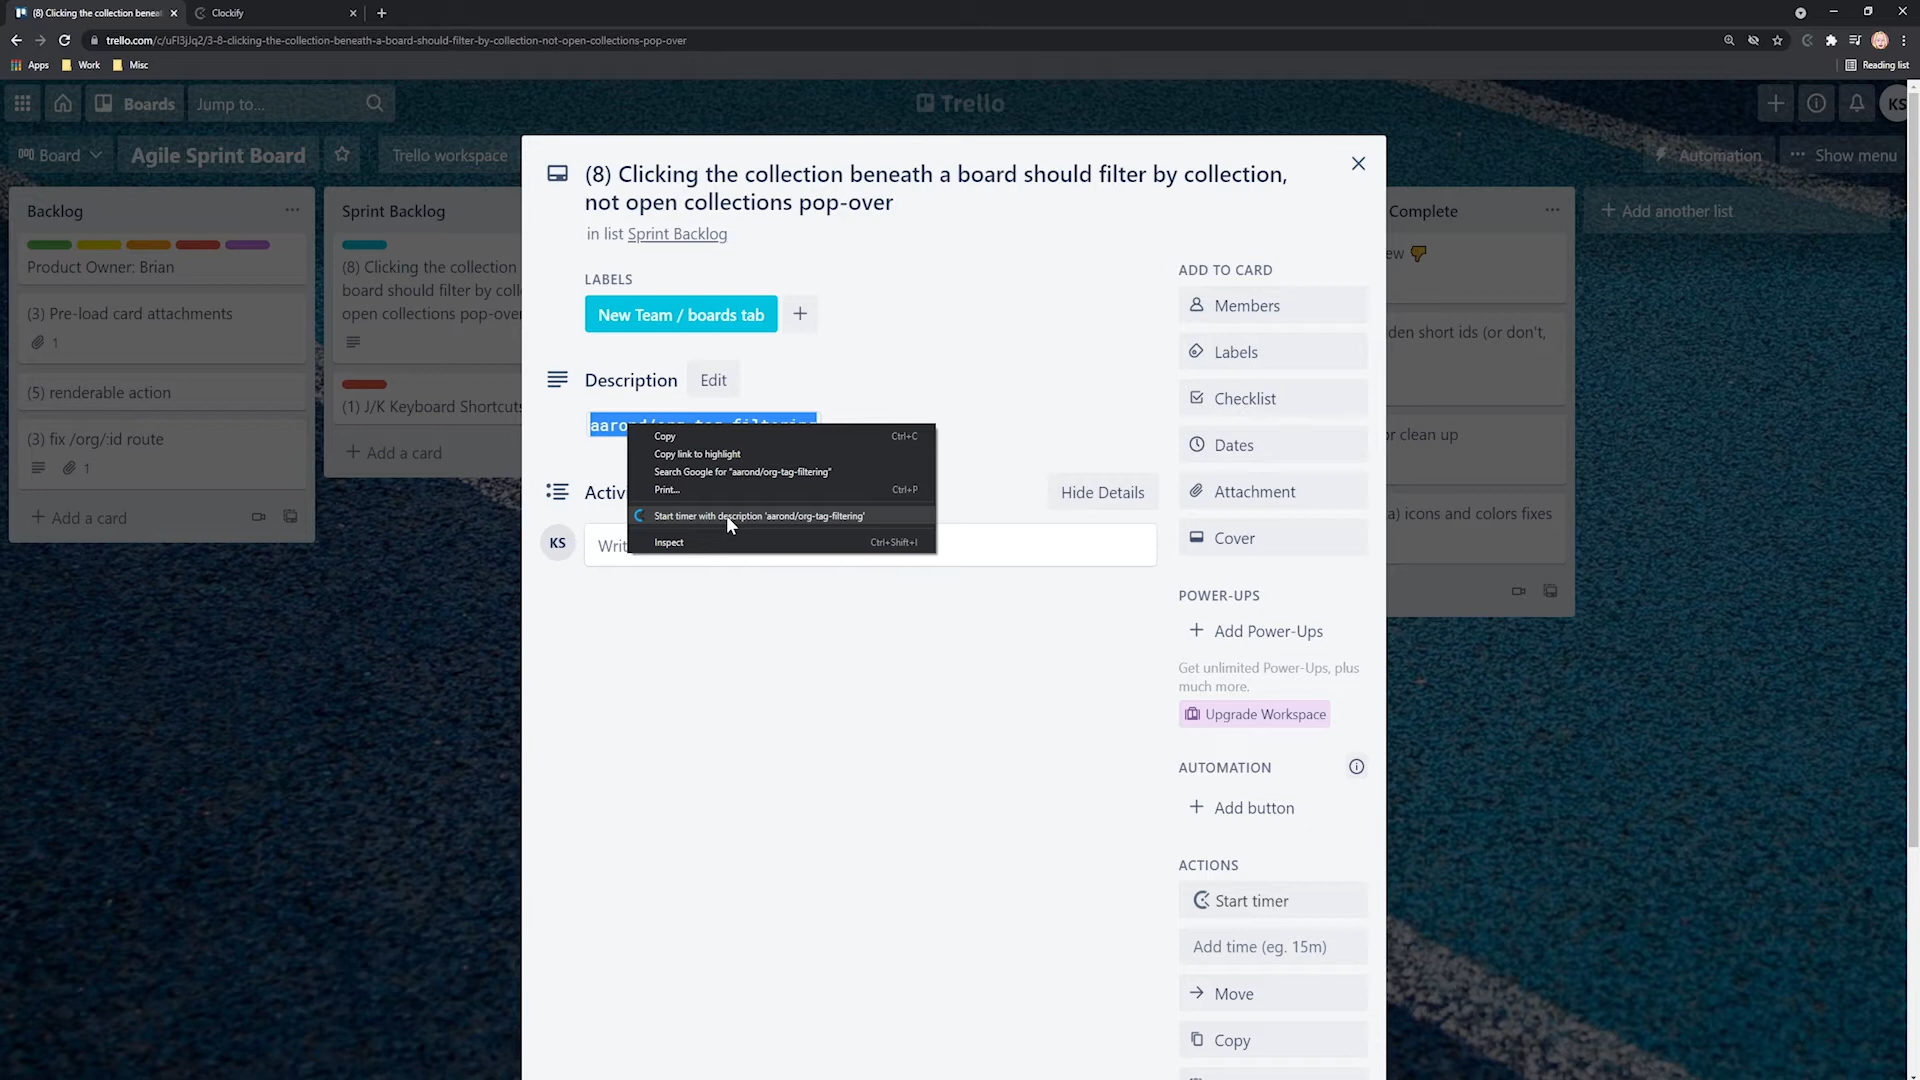 (8) Clicking the collection benea
Clockify
trello.com/c/uFI3jJq2/3-8-clicking-the-collection-beneath-a-board-should-filter-by-collection-not-open-collections-pop-over
Apps
Work
Misc
Reading list
Boards
Jump to...
Trello
KS
Board
Agile Sprint Board
Trello workspace
Automation
Show menu
Backlog
Product Owner: Brian
(3) Pre-load card attachments
1
(5) renderable action
(3) fix /org/:id route
1
+ Add a card
Sprint Backlog
(8) Clicking the collection
board should filter by coll
open collections pop-over
(1) J/K Keyboard Shortcuts
+ Add a card
(8) Clicking the collection beneath a board should filter by collection,
not open collections pop-over
in list Sprint Backlog
LABELS
New Team / boards tab
+
Description
Edit
aarond/org-tag-filtering
Copy Ctrl+C
Copy link to highlight
Search Google for "aarond/org-tag-filtering"
Print... Ctrl+P
Start timer with description 'aarond/org-tag-filtering'
Inspect Ctrl+Shift+I
Activ
Hide Details
KS
Writ
ADD TO CARD
Members
Labels
Checklist
Dates
Attachment
Cover
POWER-UPS
+ Add Power-Ups
Get unlimited Power-Ups, plus
much more.
Upgrade Workspace
AUTOMATION
+ Add button
ACTIONS
Start timer
Add time (eg. 15m)
Move
Copy
Complete
ew
den short ids (or don't,
or clean up
a) icons and colors fixes
+ Add another list